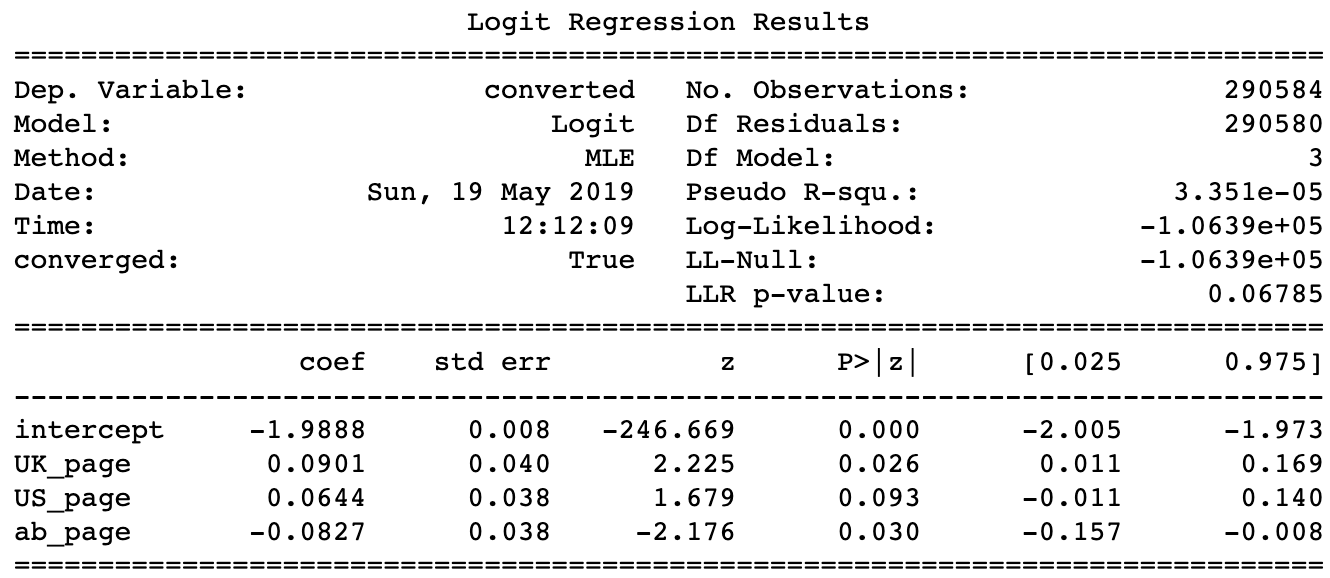 Logit Regression Results
==============================================================================
Dep. Variable: converted No. Observations: 290584
Model: Logit Df Residuals: 290580
Method: MLE Df Model: 3
Date: Sun, 19 May 2019 Pseudo R-squ.: 3.351e-05
Time: 12:12:09 Log-Likelihood: -1.0639e+05
converged: True LL-Null: -1.0639e+05
LLR p-value: 0.06785
==============================================================================
coef std err z P>|z| [0.025 0.975]
------------------------------------------------------------------------------
intercept -1.9888 0.008 -246.669 0.000 -2.005 -1.973
UK_page 0.0901 0.040 2.225 0.026 0.011 0.169
US_page 0.0644 0.038 1.679 0.093 -0.011 0.140
ab_page -0.0827 0.038 -2.176 0.030 -0.157 -0.008
==============================================================================